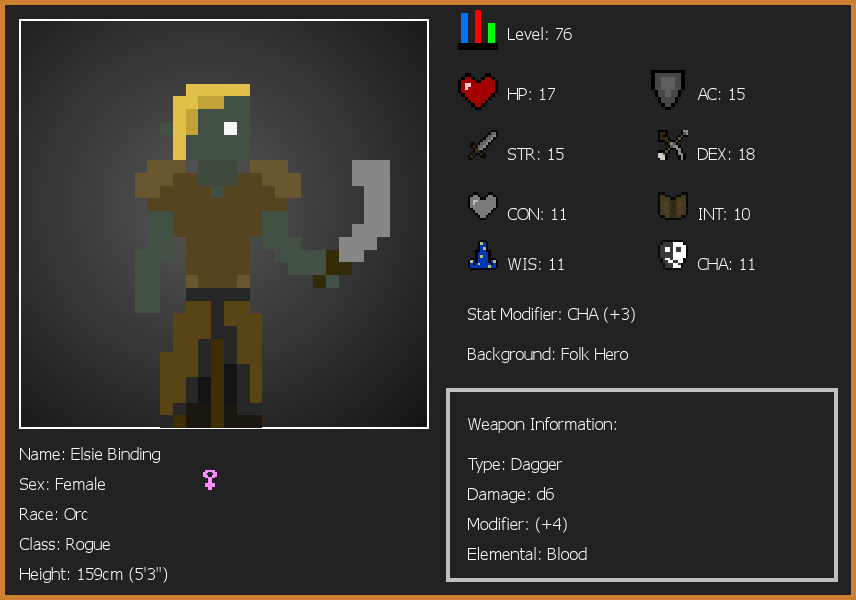 Level: 76
HP: 17
AC: 15
STR: 15
DEX: 18
CON: 11
INT: 10
WIS: 11
CHA: 11
Stat Modifier: CHA (+3)
Background: Folk Hero
Weapon Information:
Type: Dagger
Damage: d6
Modifier: (+4)
Elemental: Blood
Name: Elsie Binding
Sex: Female
Race: Orc
Class: Rogue
Height: 159cm (5'3")